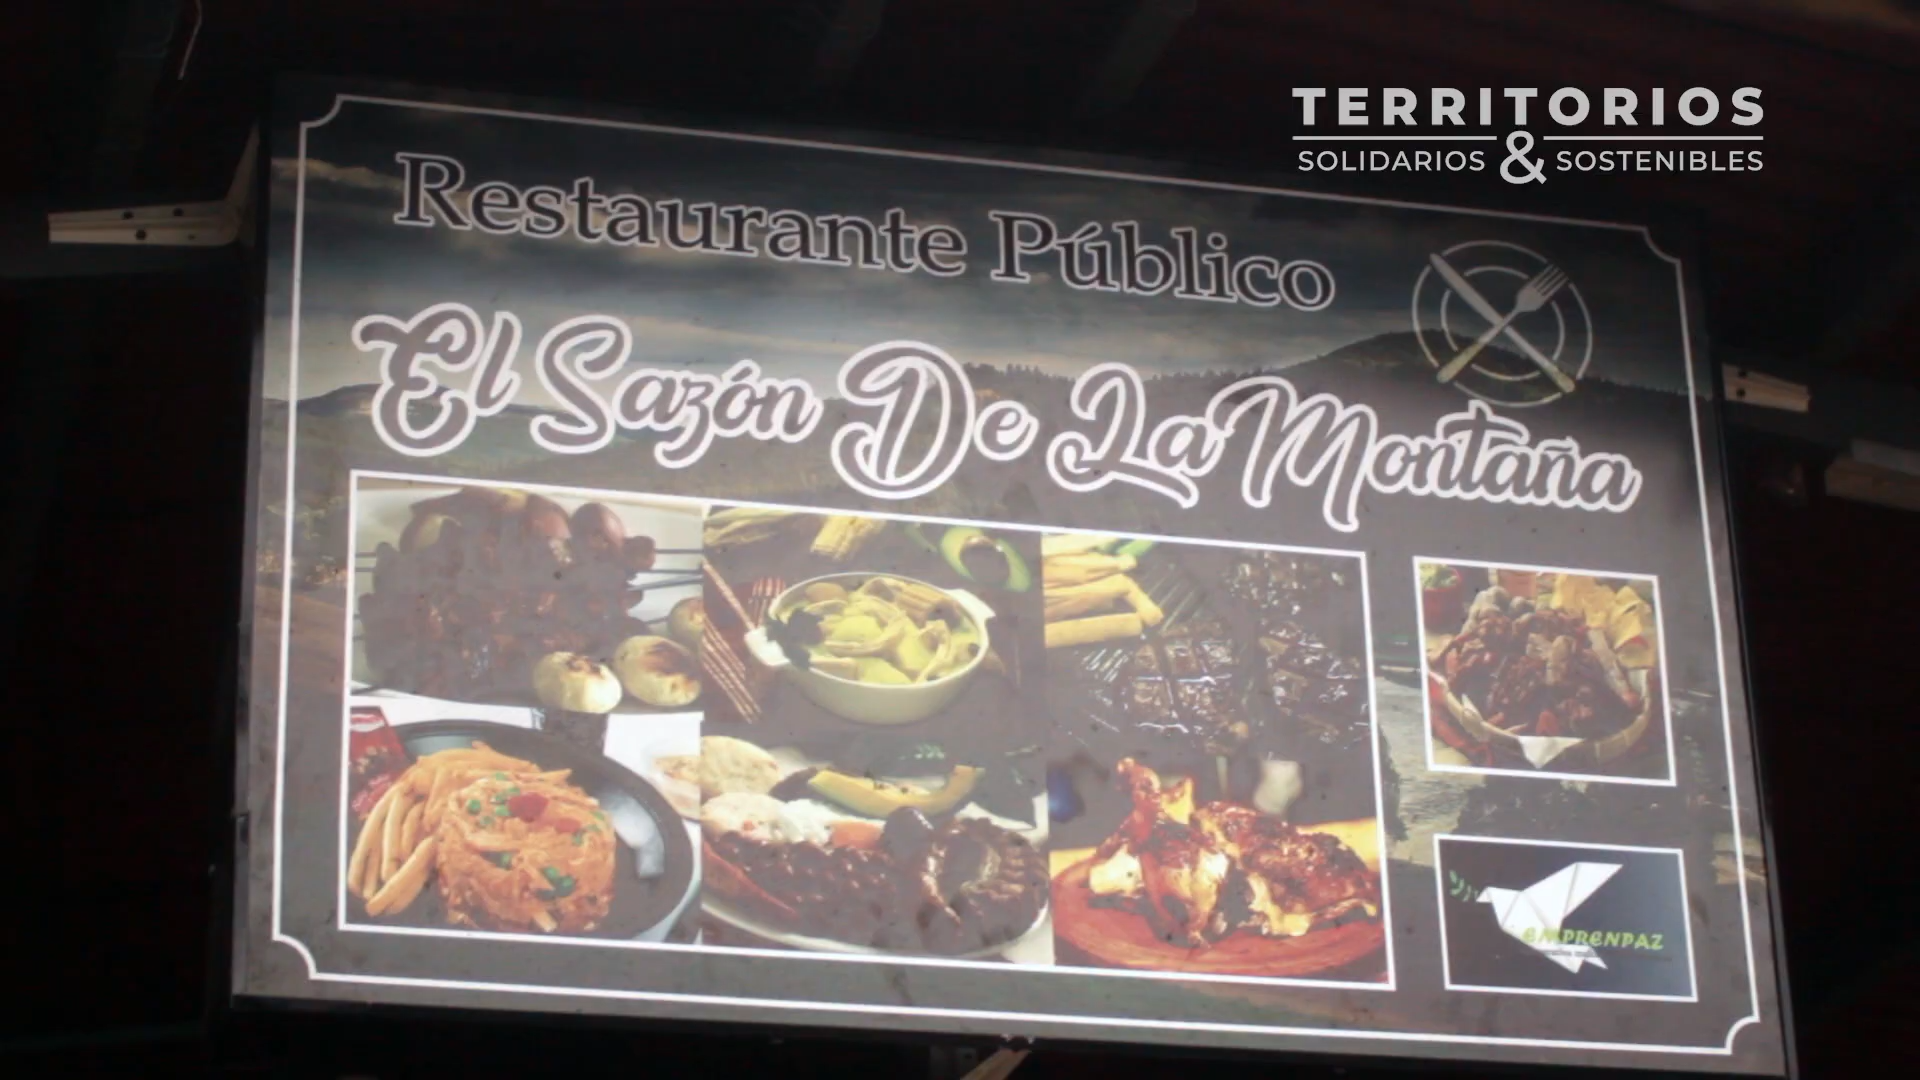 TERRITORIOS
SOLIDARIOS & SOSTENIBLES
Restaurante Público
El Sazón De La Montaña
EMPRENPAZ